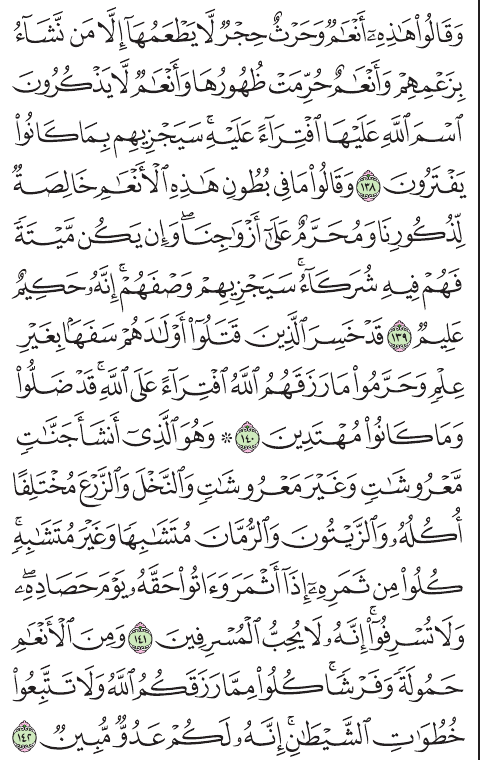 وَقَالُوا۟ هَـٰذِهِۦٓ أَنْعَـٰمٌ وَحَرْثٌ حِجْرٌ لَّا يَطْعَمُهَآ إِلَّا مَن نَّشَآءُ
بِزَعْمِهِمْ وَأَنْعَـٰمٌ حُرِّمَتْ ظُهُورُهَا وَأَنْعَـٰمٌ لَّا يَذْكُرُونَ
ٱسْمَ ٱللَّهِ عَلَيْهَا ٱفْتِرَآءً عَلَيْهِ ۚ سَيَجْزِيهِم بِمَا كَانُوا۟
يَفْتَرُونَ ١٣٨ وَقَالُوا۟ مَا فِى بُطُونِ هَـٰذِهِ ٱلْأَنْعَـٰمِ خَالِصَةٌ
لِّذُكُورِنَا وَمُحَرَّمٌ عَلَىٰٓ أَزْوَٰجِنَا ۖ وَإِن يَكُن مَّيْتَةً
فَهُمْ فِيهِ شُرَكَآءُ ۚ سَيَجْزِيهِمْ وَصْفَهُمْ ۚ إِنَّهُۥ حَكِيمٌ
عَلِيمٌ ١٣٩ قَدْ خَسِرَ ٱلَّذِينَ قَتَلُوٓا۟ أَوْلَـٰدَهُمْ سَفَهًۢا بِغَيْرِ
عِلْمٍ وَحَرَّمُوا۟ مَا رَزَقَهُمُ ٱللَّهُ ٱفْتِرَآءً عَلَى ٱللَّهِ ۚ قَدْ ضَلُّوا۟
وَمَا كَانُوا۟ مُهْتَدِينَ ١٤٠ ۞ وَهُوَ ٱلَّذِىٓ أَنشَأَ جَنَّـٰتٍ
مَّعْرُوشَـٰتٍ وَغَيْرَ مَعْرُوشَـٰتٍ وَٱلنَّخْلَ وَٱلزَّرْعَ مُخْتَلِفًا
أُكُلُهُۥ وَٱلزَّيْتُونَ وَٱلرُّمَّانَ مُتَشَـٰبِهًا وَغَيْرَ مُتَشَـٰبِهٍ ۚ
كُلُوا۟ مِن ثَمَرِهِۦٓ إِذَآ أَثْمَرَ وَءَاتُوا۟ حَقَّهُۥ يَوْمَ حَصَادِهِۦ ۖ
وَلَا تُسْرِفُوٓا۟ ۚ إِنَّهُۥ لَا يُحِبُّ ٱلْمُسْرِفِينَ ١٤١ وَمِنَ ٱلْأَنْعَـٰمِ
حَمُولَةً وَفَرْشًا ۚ كُلُوا۟ مِمَّا رَزَقَكُمُ ٱللَّهُ وَلَا تَتَّبِعُوا۟
خُطُوَٰتِ ٱلشَّيْطَـٰنِ ۚ إِنَّهُۥ لَكُمْ عَدُوٌّ مُّبِينٌ ١٤٢